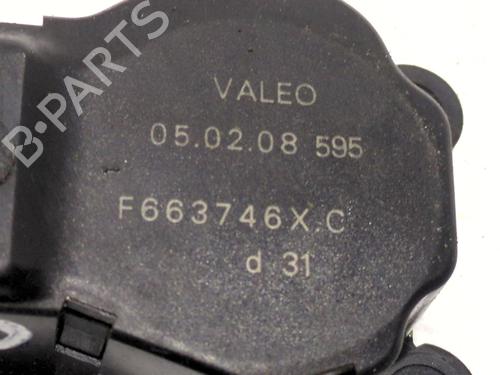 B-PARTS
VALEO
05.02.08 595
F663746X.C
d 31